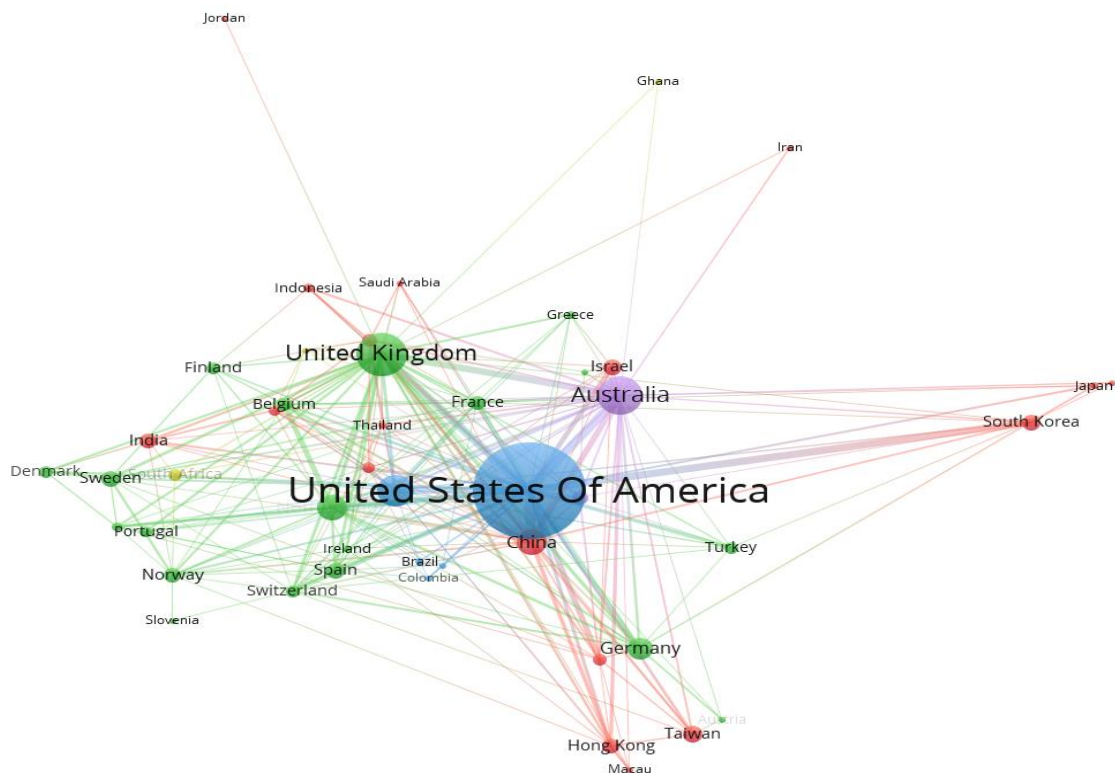 Jordan
Ghana
Iran
Saudi Arabia
Indonesia
Greece
United Kingdom
Finland
Israel
Japan
Australia
Belgium
France
South Korea
Thailand
India
Denmark
South Africa
Sweden
United States Of America
Portugal
China
Ireland
Turkey
Brazil
Spain
Norway
Colombia
Switzerland
Slovenia
Germany
Austria
Taiwan
Hong Kong
Macau